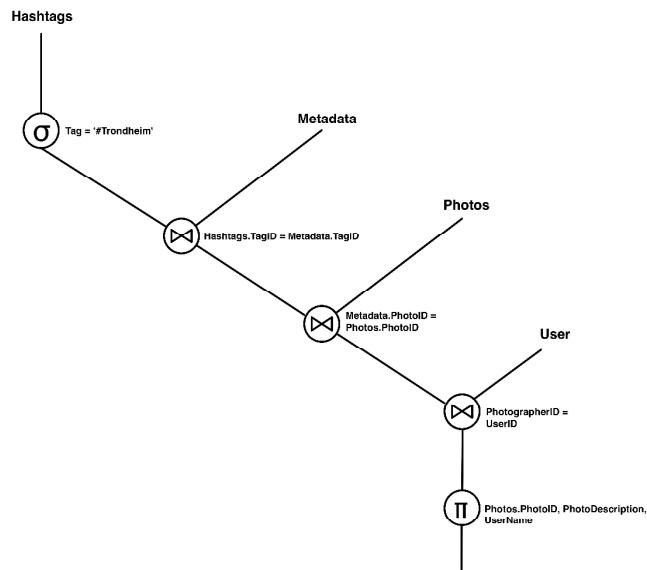 Hashtags
σ
Tag = '#Trondheim'
Metadata
⋈
Hashtags.TagID = Metadata.TagID
Photos
⋈
Metadata.PhotoID =
Photos.PhotoID
User
⋈
PhotographerID =
UserID
π
Photos.PhotoID, PhotoDescription,
UserName